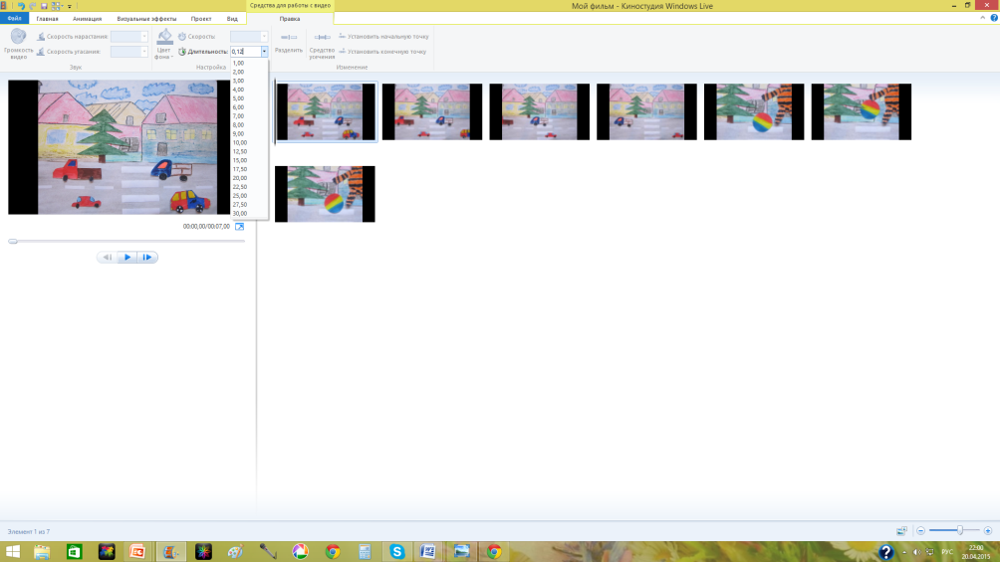 Средства для работы с видео
Мой фильм - Киностудия Windows Live
Файл Главная Анимация Визуальные эффекты Проект Вид Правка
Громкость видео
Скорость нарастания:
Скорость угасания:
Звук
Цвет фона
Скорость:
Длительность: 0,12
Настройка
Разделить
Средство усечения
Установить начальную точку
Установить конечную точку
Изменение
1,00
2,00
3,00
4,00
5,00
6,00
7,00
8,00
9,00
10,00
12,50
15,00
17,50
20,00
22,50
25,00
27,50
30,00
00:00,00/00:07,00
Элемент 1 из 7
РУС
22:00
20.04.2015